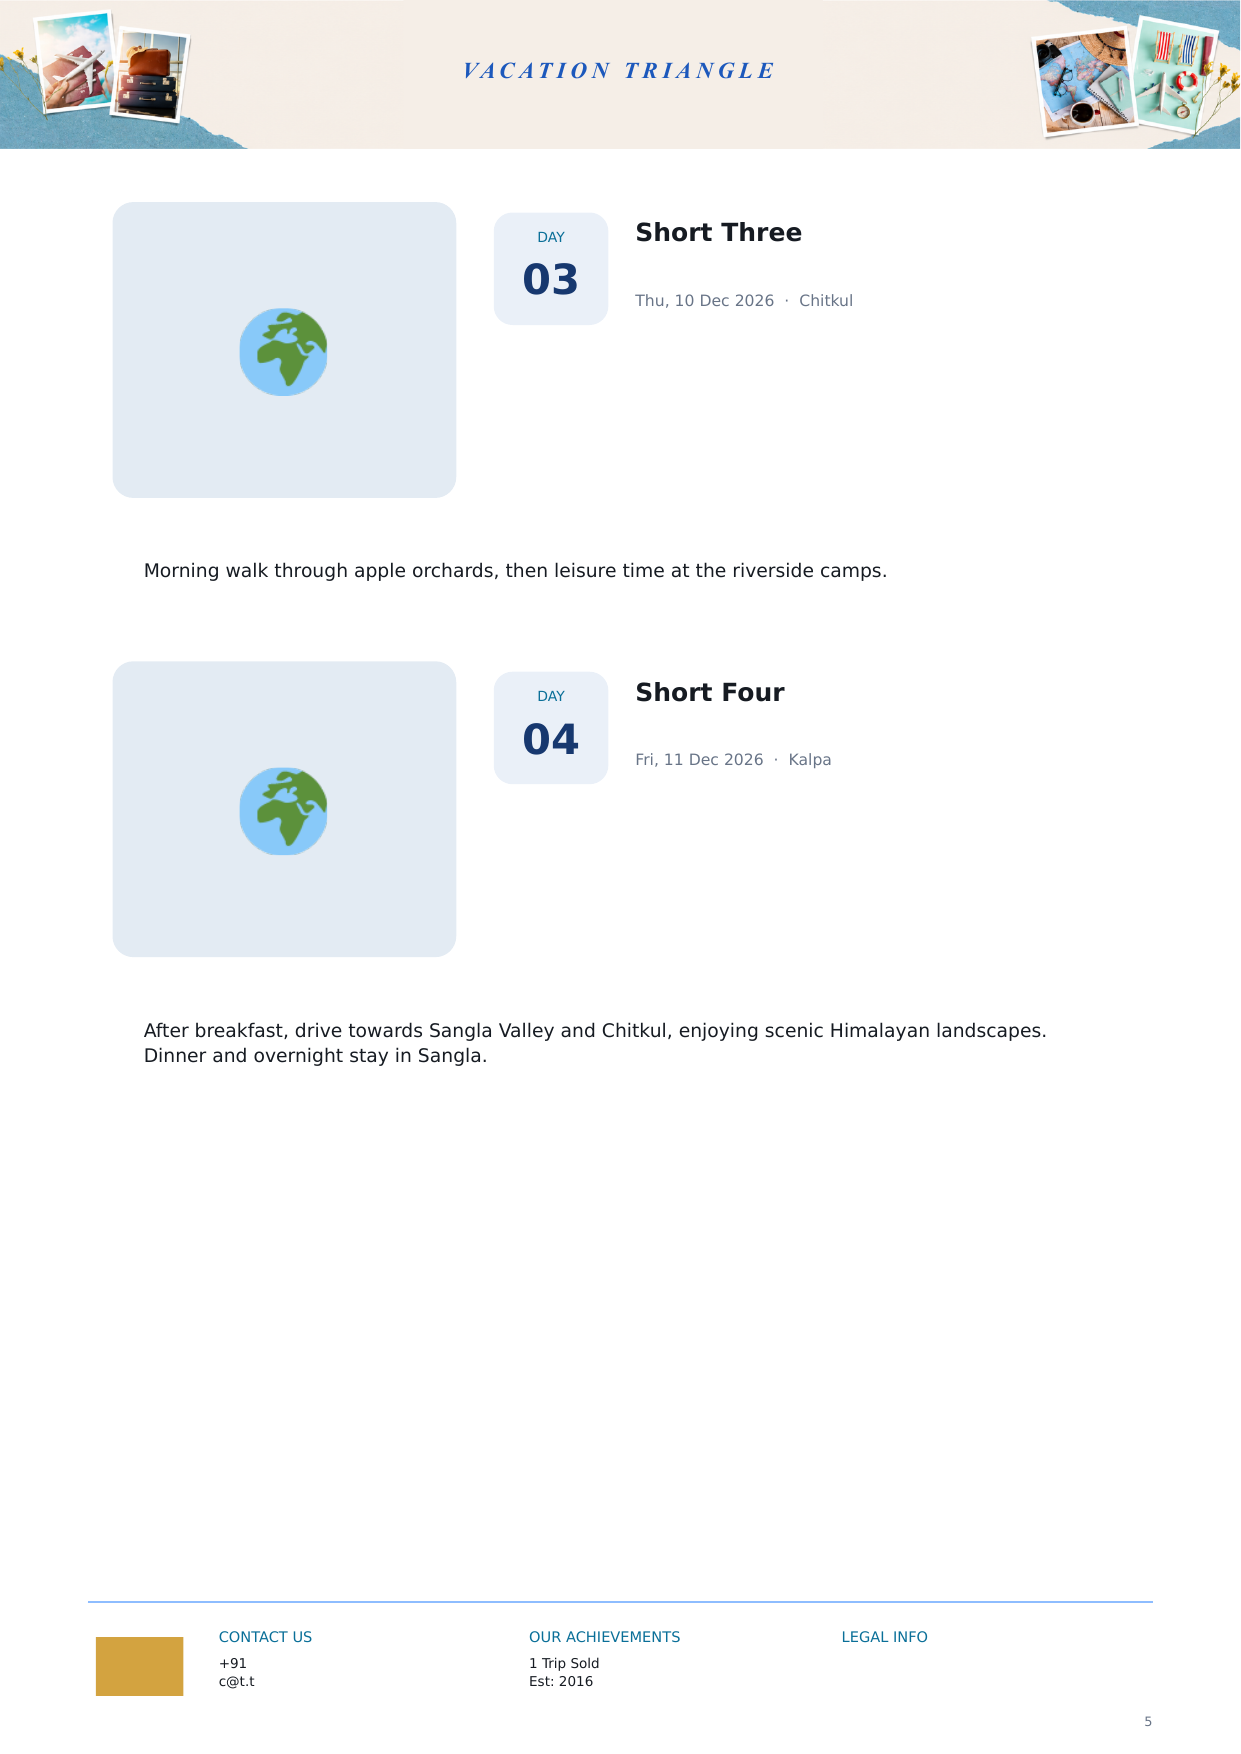 VACATION TRIANGLE
DAY
03
Short Three
Thu, 10 Dec 2026 · Chitkul
Morning walk through apple orchards, then leisure time at the riverside camps.
DAY
04
Short Four
Fri, 11 Dec 2026 · Kalpa
After breakfast, drive towards Sangla Valley and Chitkul, enjoying scenic Himalayan landscapes.
Dinner and overnight stay in Sangla.
CONTACT US
+91
c@t.t
OUR ACHIEVEMENTS
1 Trip Sold
Est: 2016
LEGAL INFO
5